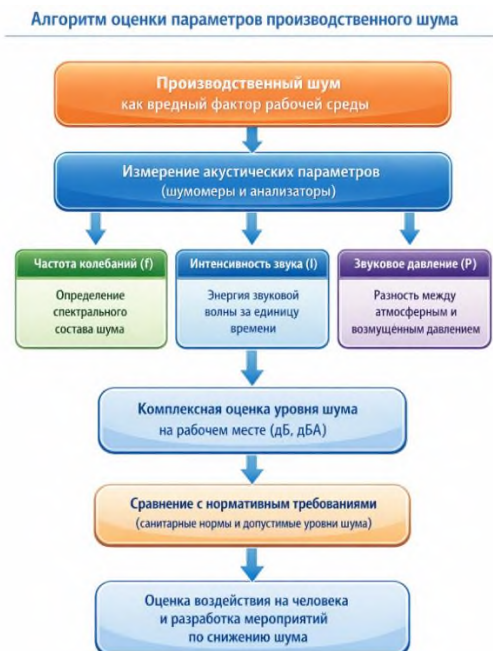 Алгоритм оценки параметров производственного шума
Производственный шум
как вредный фактор рабочей среды
Измерение акустических параметров
(шумомеры и анализаторы)
Частота колебаний (f)
Определение
спектрального
состава шума
Интенсивность звука (I)
Энергия звуковой
волны за единицу
времени
Звуковое давление (P)
Разность между
атмосферным и
возмущённым давлением
Комплексная оценка уровня шума
на рабочем месте (дБ, дБА)
Сравнение с нормативными требованиями
(санитарные нормы и допустимые уровни шума)
Оценка воздействия на человека
и разработка мероприятий
по снижению шума